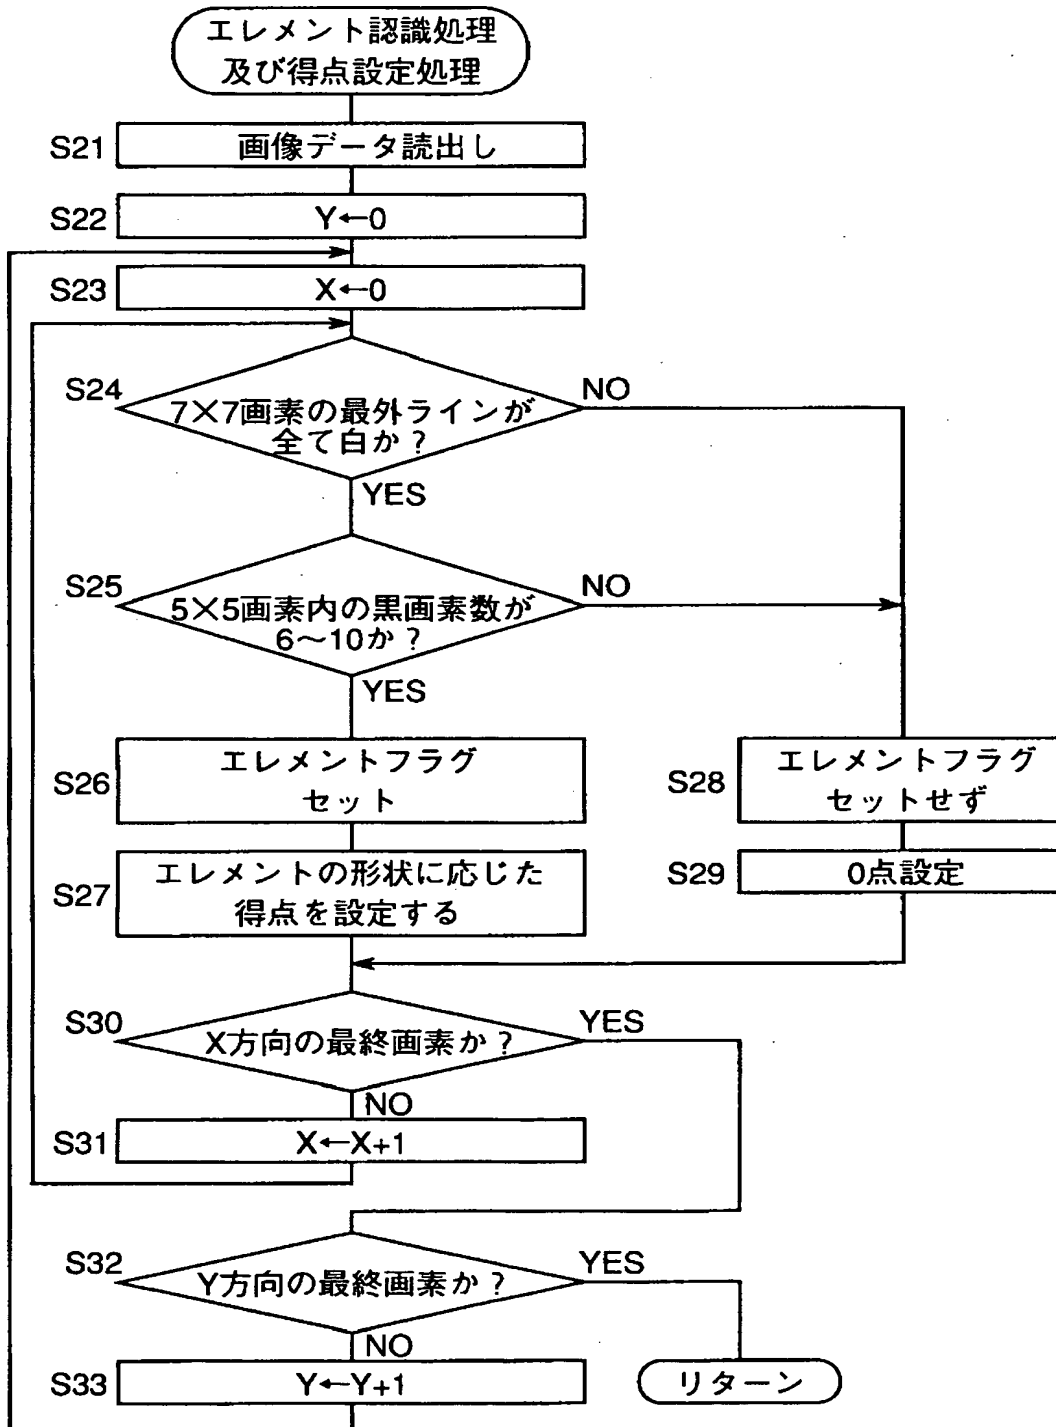 エレメント認識処理
及び得点設定処理
S21
画像データ読出し
S22
Y←0
S23
X←0
S24
7×7画素の最外ラインが
全て白か？
NO
YES
S25
5×5画素内の黒画素数が
6～10か？
NO
YES
S26
エレメントフラグ
セット
S28
エレメントフラグ
セットせず
S27
エレメントの形状に応じた
得点を設定する
S29
0点設定
S30
X方向の最終画素か？
YES
NO
S31
X←X+1
S32
Y方向の最終画素か？
YES
NO
S33
Y←Y+1
リターン